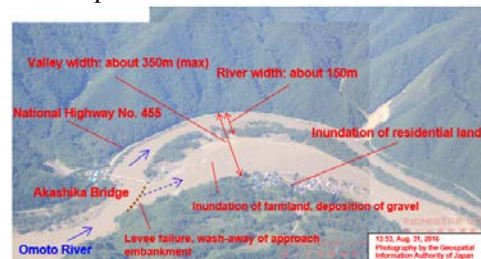 Valley width: about 350m (max)
River width: about 150m
National Highway No. 455
Inundation of residential land
Akashika Bridge
Inundation of farmland, deposition of gravel
Omoto River
Levee failure, wash-away of approach
embankment
13:53, Aug. 31, 2016
Photography by the Geospatial
Information Authority of Japan